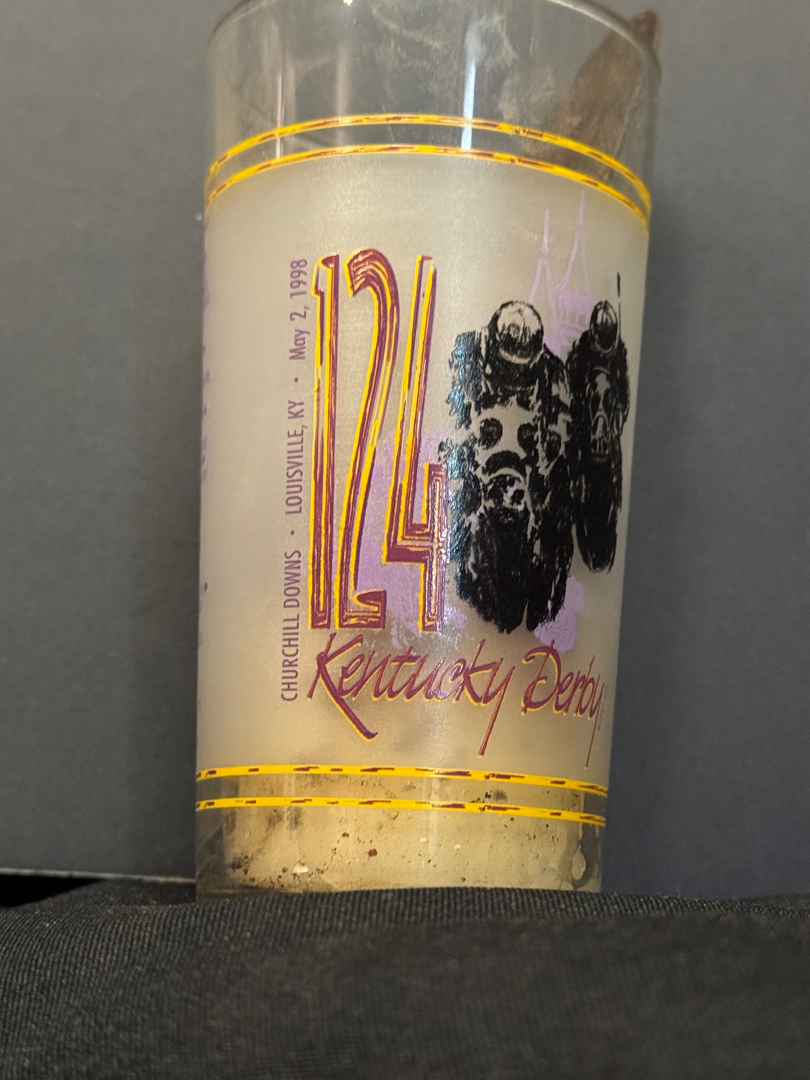 CHURCHILL DOWNS • LOUISVILLE, KY • May 2, 1998
124
Kentucky Derby